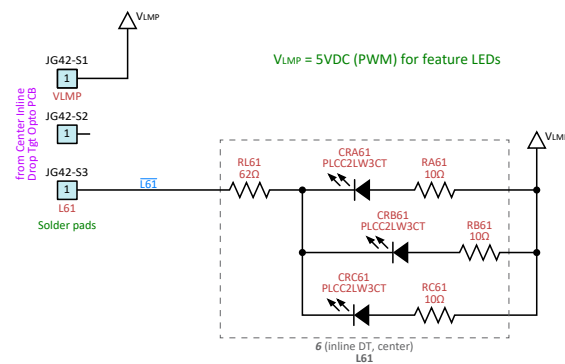 VLMP
JG42-S1
1
VLMP
VLMP = 5VDC (PWM) for feature LEDs
from Center Inline
Drop Tgt Opto PCB
JG42-S2
1
JG42-S3
1
L61
Solder pads
L61
RL61
62Ω
CRA61
PLCC2LW3CT
RA61
10Ω
VLMP
CRB61
PLCC2LW3CT
RB61
10Ω
CRC61
PLCC2LW3CT
RC61
10Ω
6 (inline DT, center)
L61